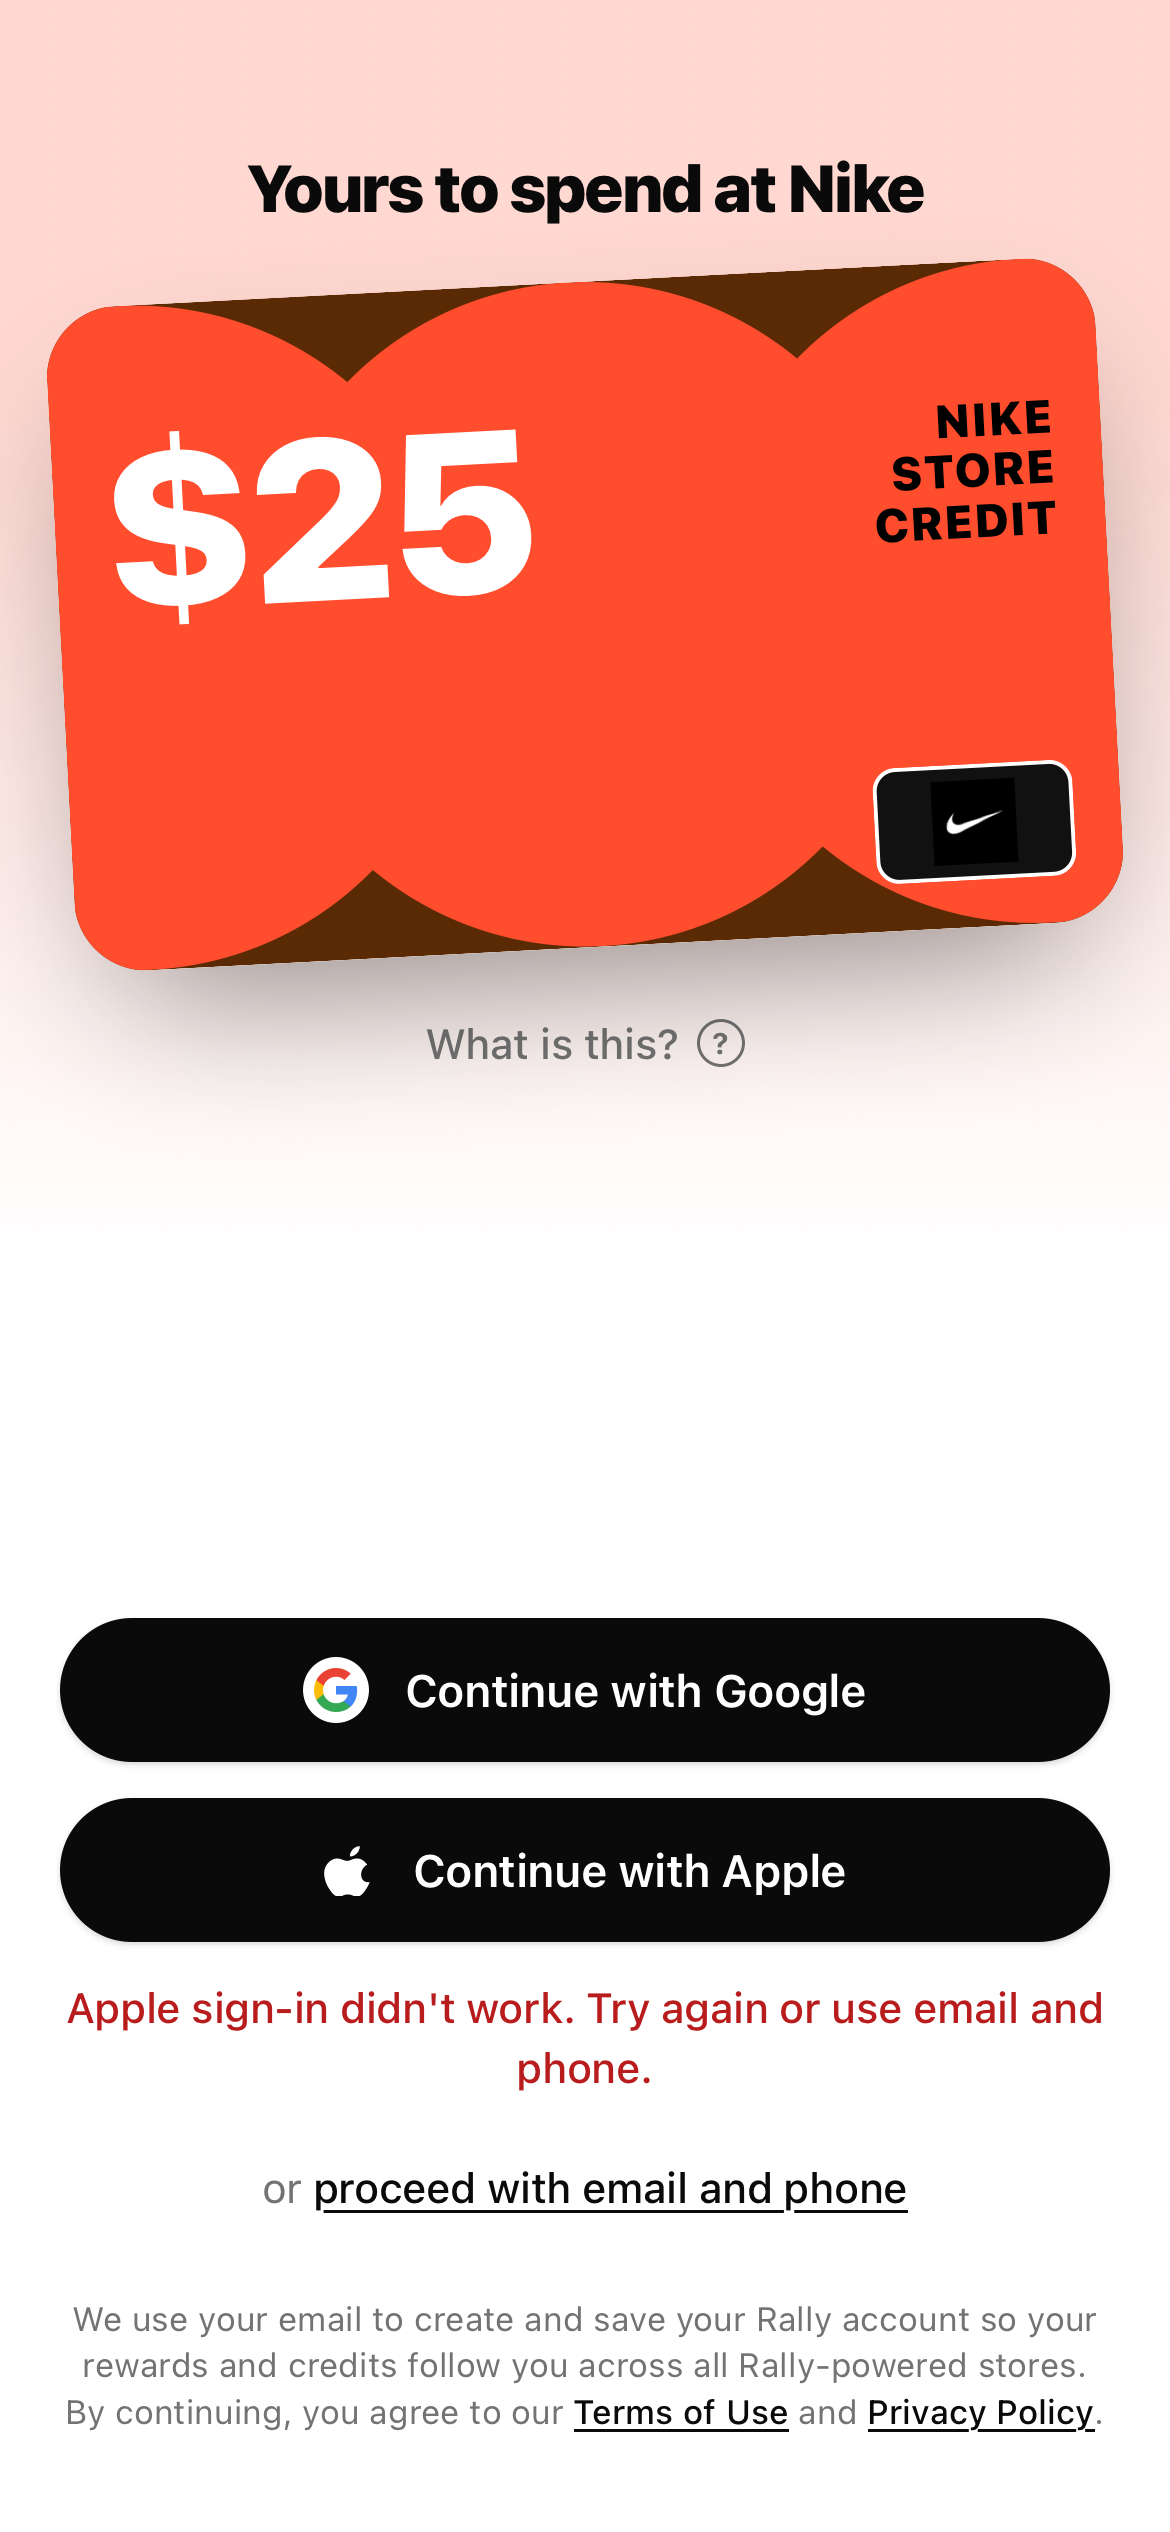 Yours to spend at Nike
$25
NIKE
STORE
CREDIT
What is this? ?
Continue with Google
Continue with Apple
Apple sign-in didn't work. Try again or use email and
phone.
or proceed with email and phone
We use your email to create and save your Rally account so your
rewards and credits follow you across all Rally-powered stores.
By continuing, you agree to our Terms of Use and Privacy Policy.